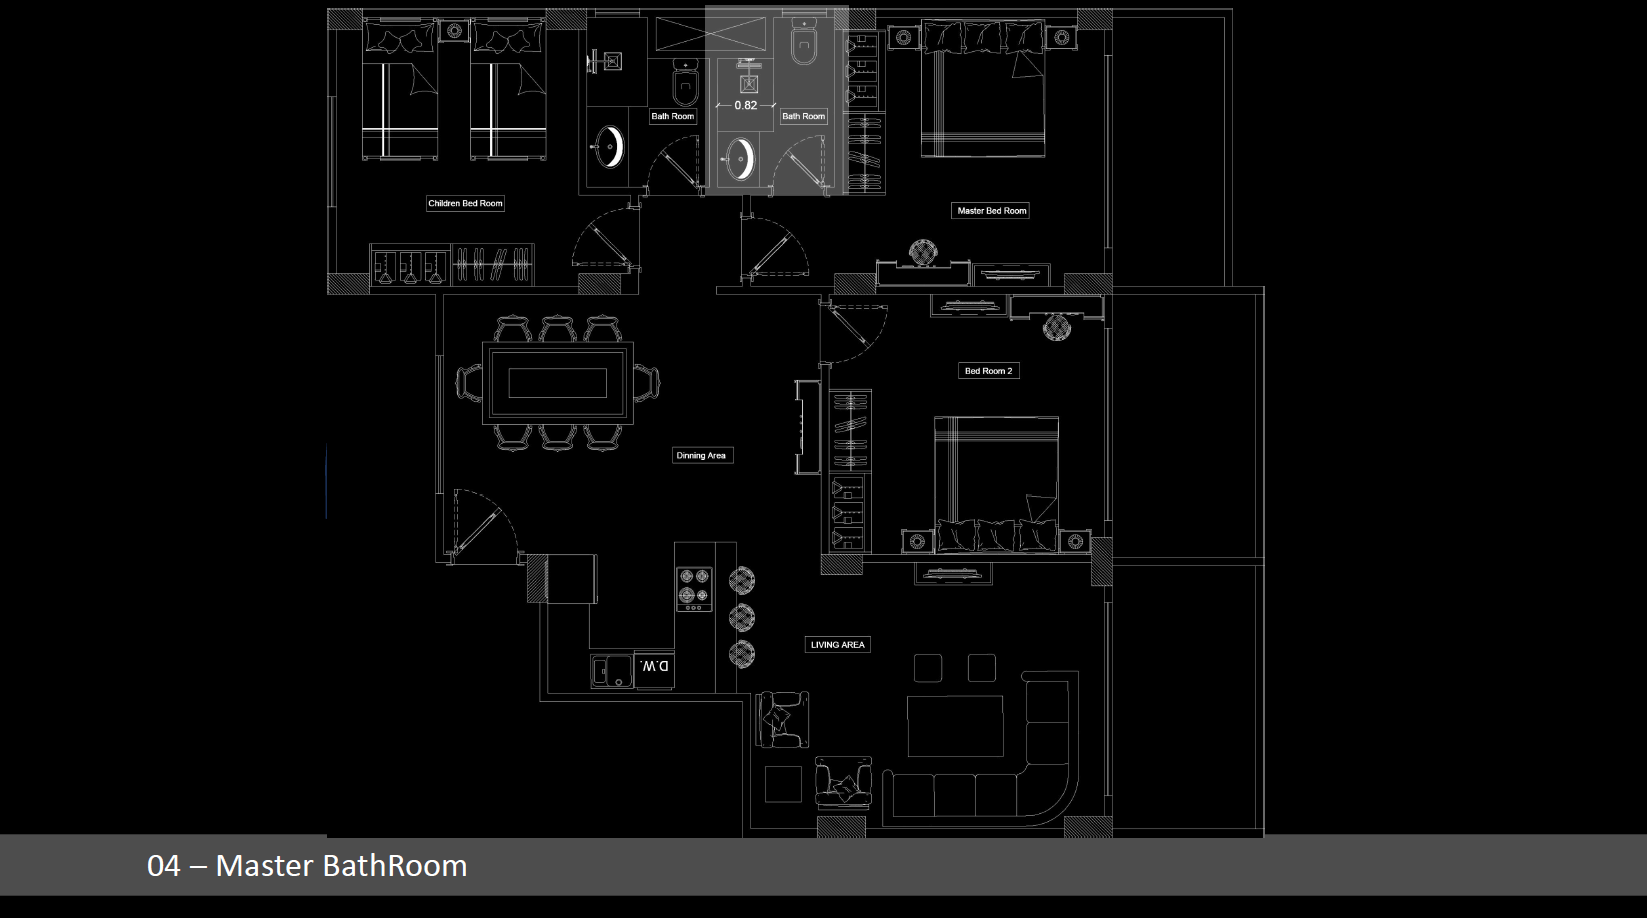 Bath Room
0.82
Bath Room
Children Bed Room
Master Bed Room
Bed Room 2
Dinning Area
LIVING AREA
D.W.
04 – Master BathRoom